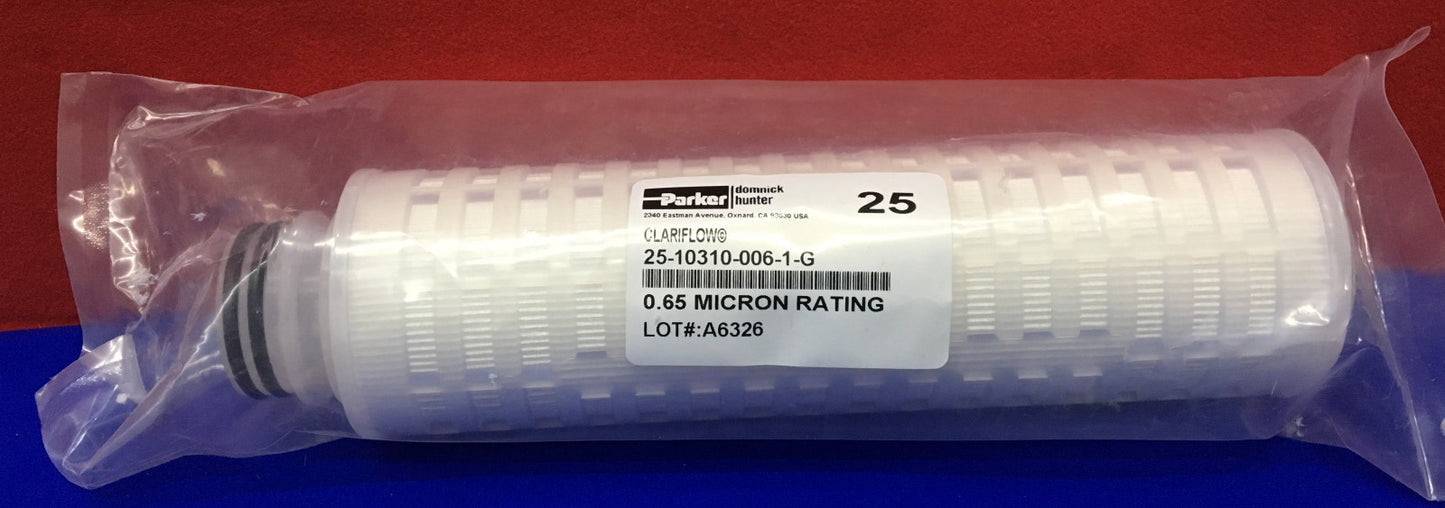 Parker domnick hunter 25
2340 Eastman Avenue, Oxnard, CA 93030 USA
CLARIFLOW®
25-10310-006-1-G
0.65 MICRON RATING
LOT#:A6326